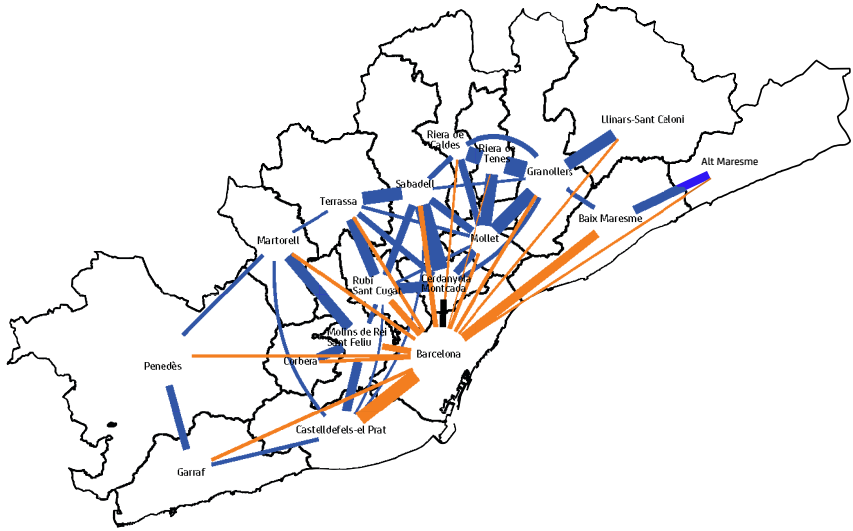 Llinars-Sant Celoni
Riera de
Caldes
Riera de
Tenes
Alt Maresme
Granollers
Sabadell
Terrassa
Baix Maresme
Martorell
Mollet
Rubí
Sant Cugat
Cerdanyola
Montcada
Molins de Rei
Sant Feliu
Barcelona
Corbera
Penedès
Castelldefels-el Prat
Garraf